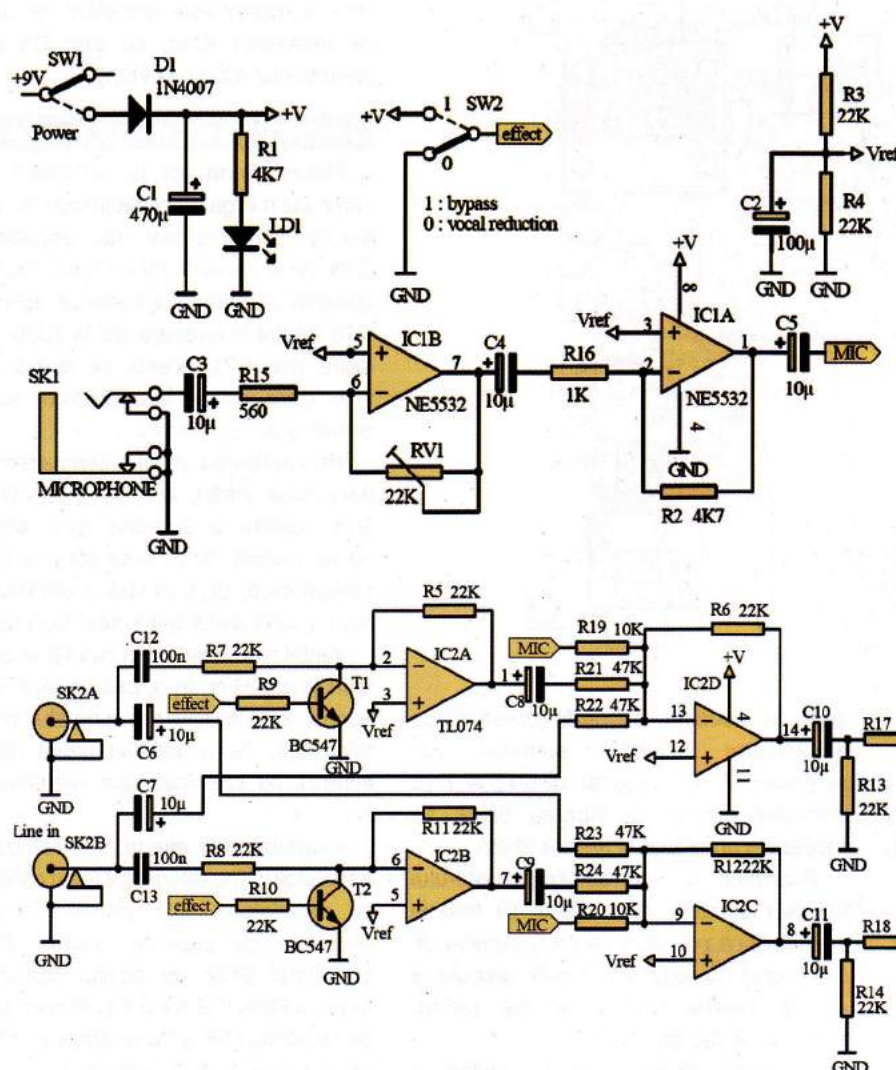 +9V
SW1
Power
D1
1N4007
+V
C1
470µ
+
R1
4K7
LD1
GND
GND
+V
1
0
SW2
effect
1 : bypass
0 : vocal reduction
GND
+V
R3
22K
Vref
R4
22K
C2
+
100µ
GND
GND
SK1
MICROPHONE
GND
C3
10µ
+
R15
560
Vref
5
6
+
−
IC1B
7
NE5532
RV1
22K
C4
+
10µ
R16
1K
Vref
3
2
+
−
+V
8
IC1A
1
NE5532
4
GND
R2 4K7
C5
+
10µ
MIC
SK2A
GND
C12
100n
C6
+
10µ
R7 22K
effect
R9
22K
T1
BC547
GND
R5 22K
2
3
−
+
Vref
IC2A
1
TL074
C8
+
10µ
MIC
R19 10K
R21 47K
R22 47K
R6 22K
+V
4
IC2D
13
12
−
+
Vref
14
11
GND
C10
+
10µ
R17
R13
22K
GND
Line in
SK2B
GND
C7
10µ
+
100n
C13
R8 22K
effect
R10
22K
T2
BC547
GND
R11 22K
6
5
−
+
Vref
IC2B
7
C9
+
10µ
R23 47K
R24 47K
MIC
R20 10K
R12 22K
9
10
−
+
Vref
IC2C
8
C11
+
10µ
R18
R14
22K
GND